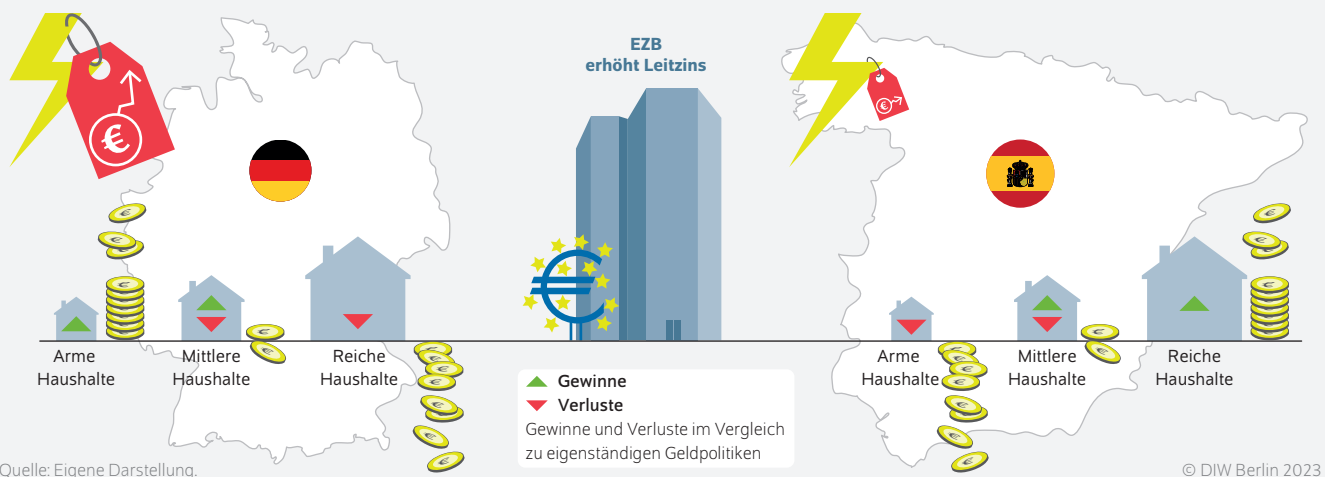 EZB
erhöht Leitzins
€
€
Arme
Haushalte
Mittlere
Haushalte
Reiche
Haushalte
Arme
Haushalte
Mittlere
Haushalte
Reiche
Haushalte
Gewinne
Verluste
Gewinne und Verluste im Vergleich
zu eigenständigen Geldpolitiken
Quelle: Eigene Darstellung.
© DIW Berlin 2023